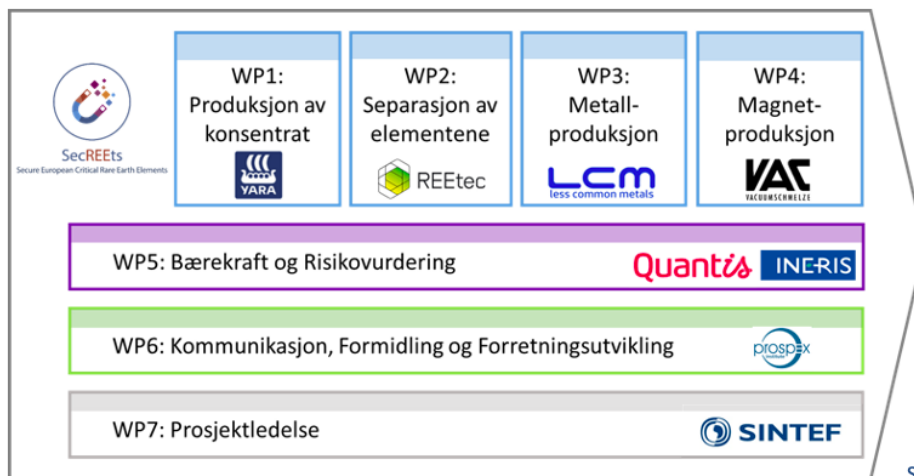 SecREEts
Secure European Critical Rare Earth Elements
WP1:
Produksjon av
konsentrat
YARA
WP2:
Separasjon av
elementene
REEtec
WP3:
Metall-
produksjon
LCM
less common metals
WP4:
Magnet-
produksjon
VAC
VACUUMSCHMELZE
WP5: Bærekraft og Risikovurdering
Quantis
INERIS
WP6: Kommunikasjon, Formidling og Forretningsutvikling
prospex
WP7: Prosjektledelse
SINTEF
S